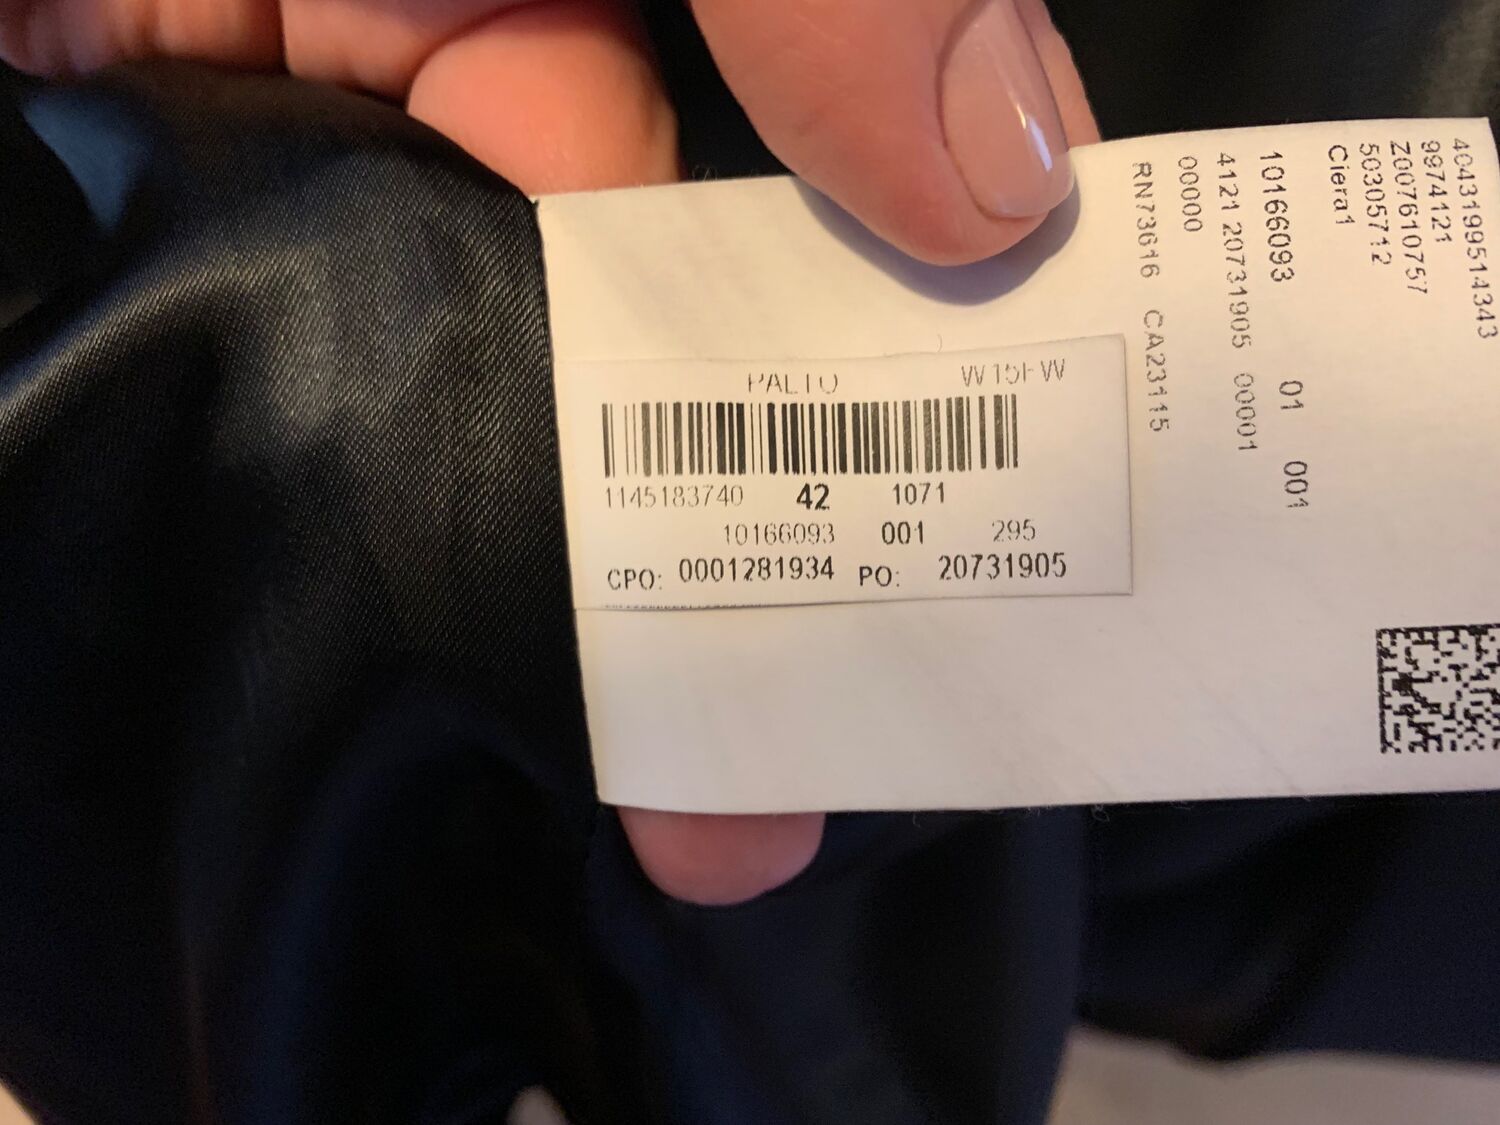 4043199514343
9974121
Z007610757
50305712
Ciera1
10166093 01 001
4121 20731905 00001
00000
RN73616 CA23115
PALTO W15FW
1145183740 42 1071
10166093 001 295
CPO: 0001281934 PO: 20731905